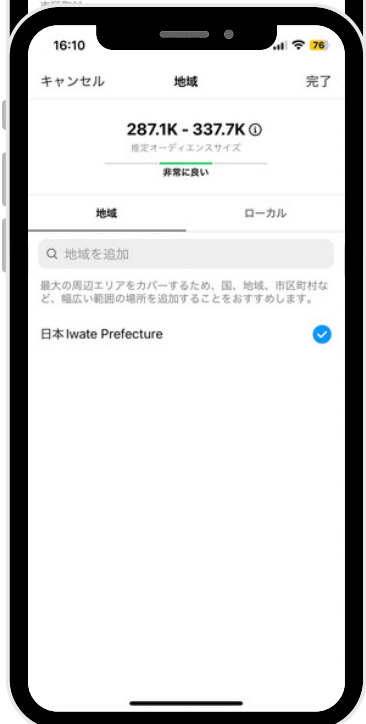 16:10
76
キャンセル
地域
完了
287.1K - 337.7K
推定オーディエンスサイズ
非常に良い
地域
ローカル
地域を追加
最大の周辺エリアをカバーするため、国、地域、市区町村な
ど、幅広い範囲の場所を追加することをおすすめします。
日本 Iwate Prefecture